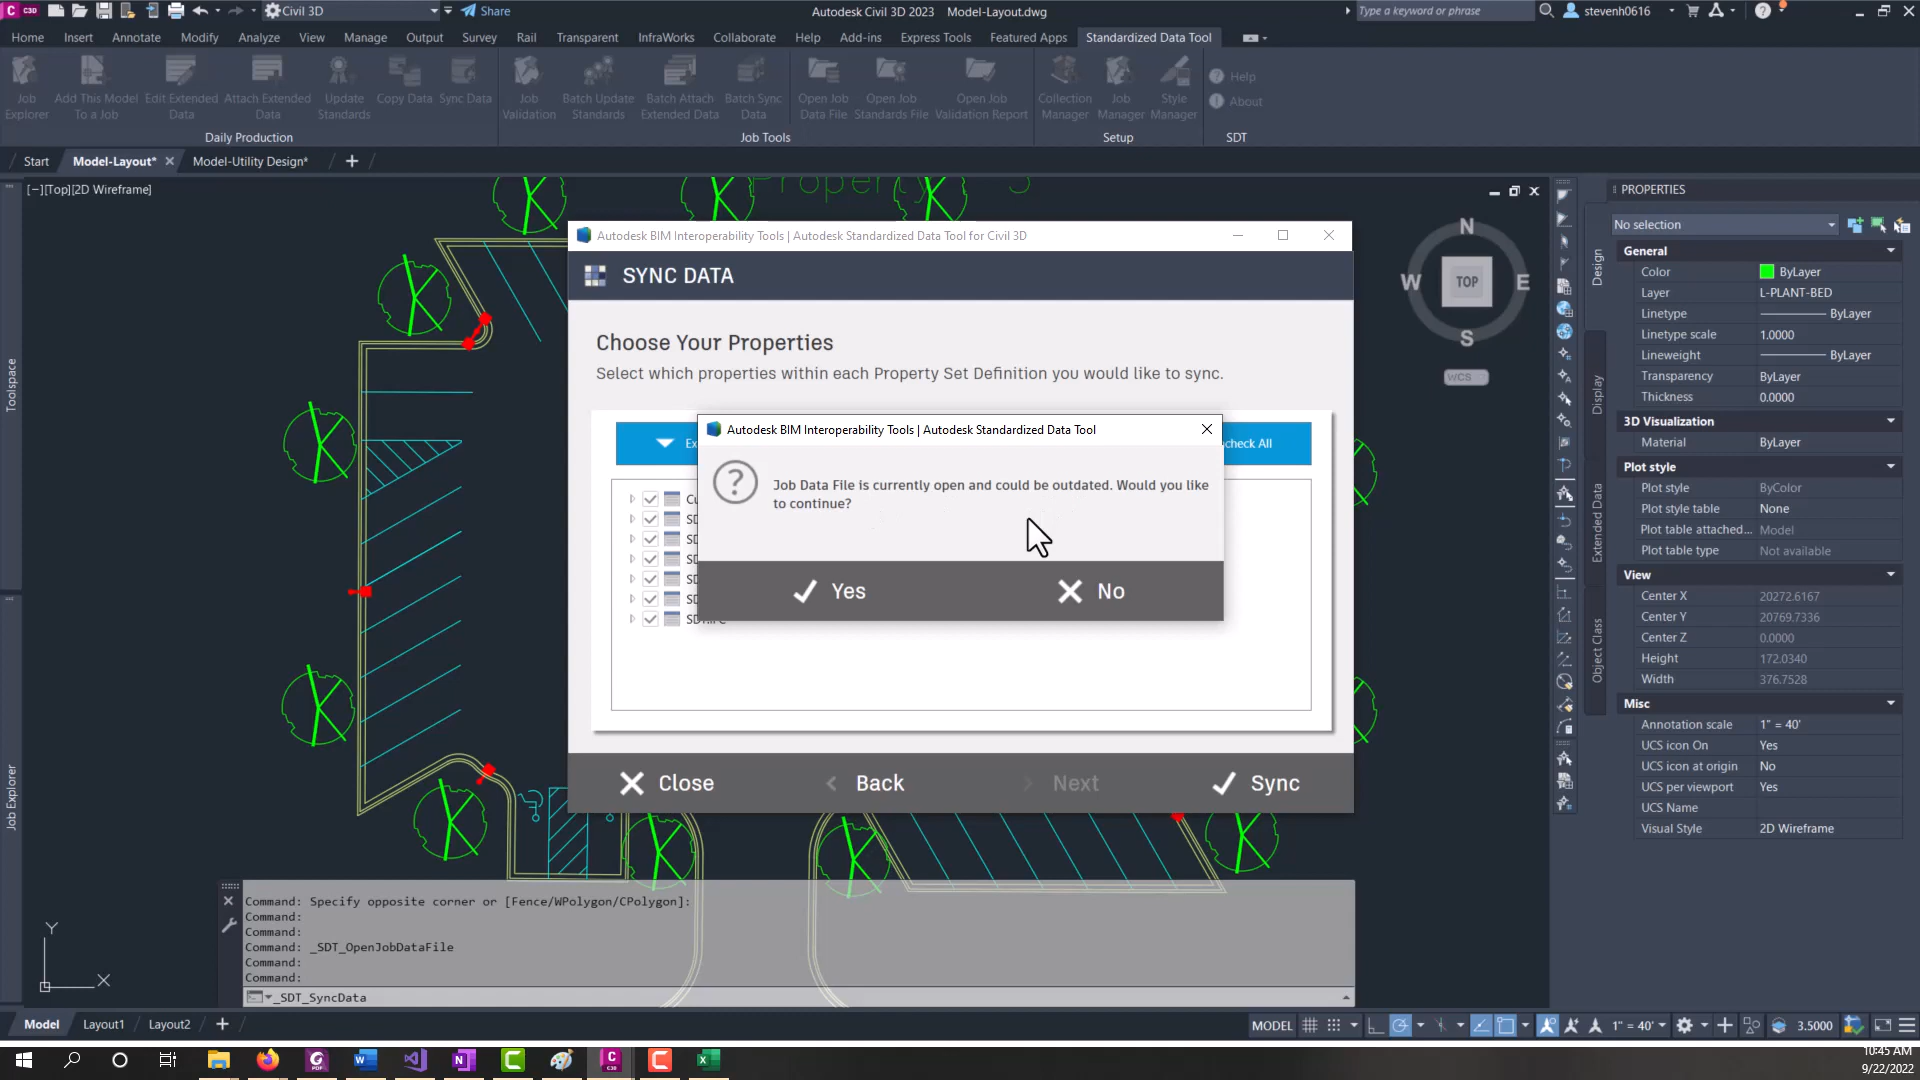 C3D
Civil 3D
Share
Autodesk Civil 3D 2023
Model-Layout.dwg
Type a keyword or phrase
stevenh0616
Home
Insert
Annotate
Modify
Analyze
View
Manage
Output
Survey
Rail
Transparent
InfraWorks
Collaborate
Help
Add-ins
Express Tools
Featured Apps
Standardized Data Tool
Job
Explorer
Add This Model
To a Job
Edit Extended
Data
Attach Extended
Data
Update
Standards
Copy Data
Sync Data
Job
Validation
Batch Update
Standards
Batch Attach
Extended Data
Batch Sync
Data
Open Job
Data File
Open Job
Standards File
Open Job
Validation Report
Collection
Manager
Job
Manager
Style
Manager
Help
About
Daily Production
Job Tools
Setup
SDT
Start
Model-Layout*
Model-Utility Design*
[−][Top][2D Wireframe]
Toolspace
Job Explorer
N
W
TOP
E
S
WCS
Autodesk BIM Interoperability Tools | Autodesk Standardized Data Tool for Civil 3D
SYNC DATA
Choose Your Properties
Select which properties within each Property Set Definition you would like to sync.
Autodesk BIM Interoperability Tools | Autodesk Standardized Data Tool
Job Data File is currently open and could be outdated. Would you like
to continue?
Yes
No
Close
Back
Next
Sync
PROPERTIES
No selection
Design
Display
Extended Data
Object Class
General
Color ByLayer
Layer L-PLANT-BED
Linetype ByLayer
Linetype scale 1.0000
Lineweight ByLayer
Transparency ByLayer
Thickness 0.0000
3D Visualization
Material ByLayer
Plot style
Plot style ByColor
Plot style table None
Plot table attached... Model
Plot table type Not available
View
Center X 20272.6167
Center Y 20769.7336
Center Z 0.0000
Height 172.0340
Width 376.7528
Misc
Annotation scale 1" = 40'
UCS icon On Yes
UCS icon at origin No
UCS per viewport Yes
UCS Name
Visual Style 2D Wireframe
Y
X
Command: Specify opposite corner or [Fence/WPolygon/CPolygon]:
Command:
Command:
Command: _SDT_OpenJobDataFile
Command:
Command:
_SDT_SyncData
Model
Layout1
Layout2
MODEL
1" = 40'
3.5000
10:45 AM
9/22/2022